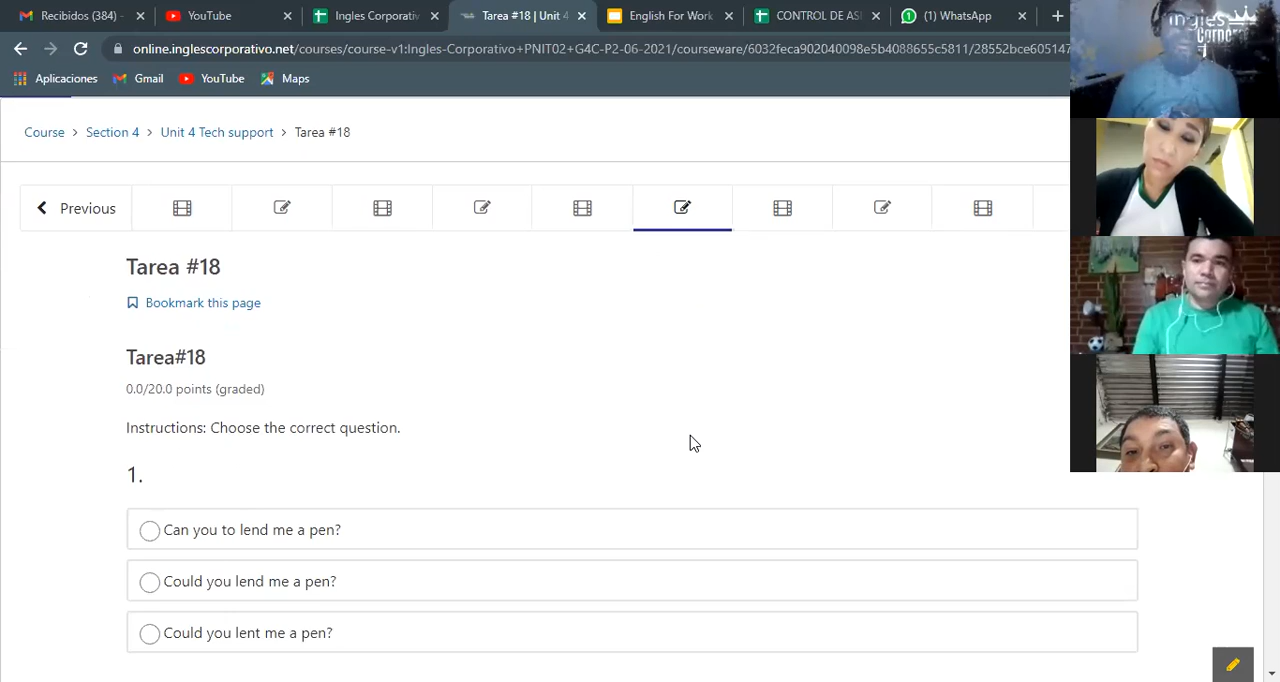 Recibidos (384) -
YouTube
Ingles Corporativ
Tarea #18 | Unit 4
English For Work
CONTROL DE ASI
(1) WhatsApp
online.inglescorporativo.net/courses/course-v1:Ingles-Corporativo+PNIT02+G4C-P2-06-2021/courseware/6032feca902040098e5b4088655c5811/28552bce605147
Aplicaciones
Gmail
YouTube
Maps
Course > Section 4 > Unit 4 Tech support > Tarea #18
Previous
Tarea #18
Bookmark this page
Tarea#18
0.0/20.0 points (graded)
Instructions: Choose the correct question.
1.
Can you to lend me a pen?
Could you lend me a pen?
Could you lent me a pen?